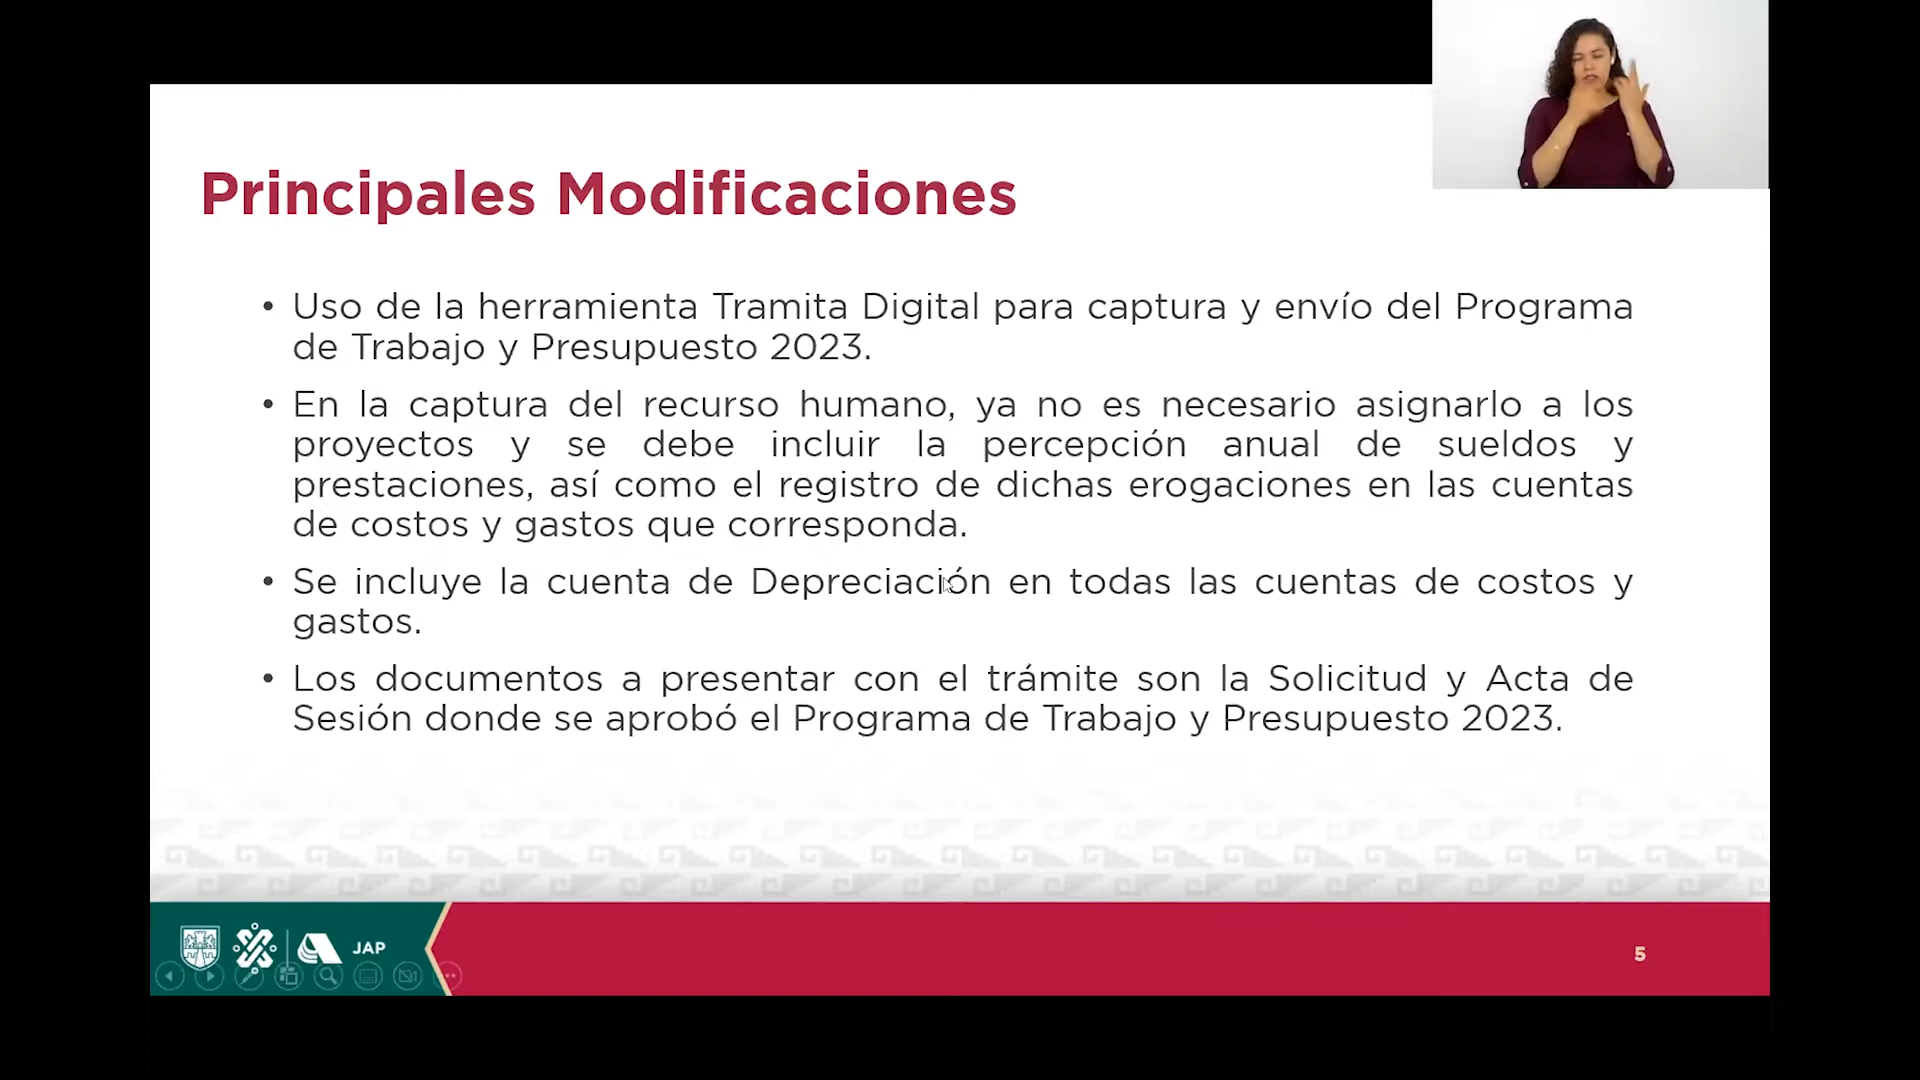 Principales Modificaciones
• Uso de la herramienta Tramita Digital para captura y envío del Programa
de Trabajo y Presupuesto 2023.
• En la captura del recurso humano, ya no es necesario asignarlo a los
proyectos y se debe incluir la percepción anual de sueldos y
prestaciones, así como el registro de dichas erogaciones en las cuentas
de costos y gastos que corresponda.
• Se incluye la cuenta de Depreciación en todas las cuentas de costos y
gastos.
• Los documentos a presentar con el trámite son la Solicitud y Acta de
Sesión donde se aprobó el Programa de Trabajo y Presupuesto 2023.
JAP
5